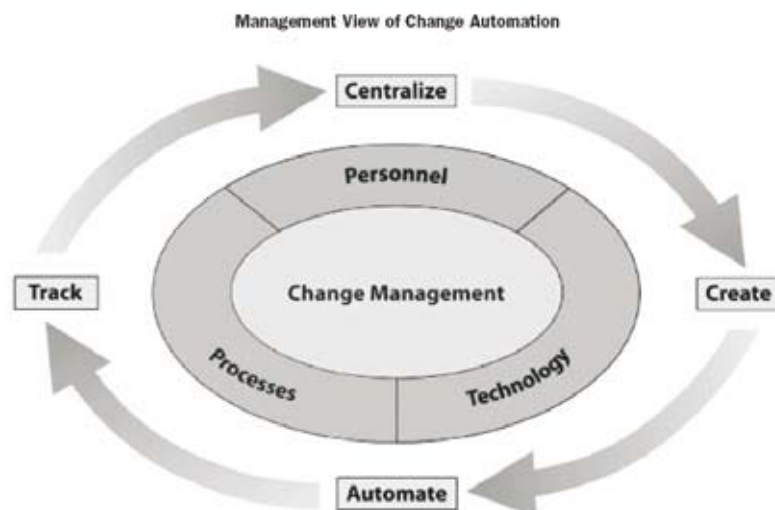 Management View of Change Automation
Centralize
Personnel
Track
Change Management
Create
Processes
Technology
Automate